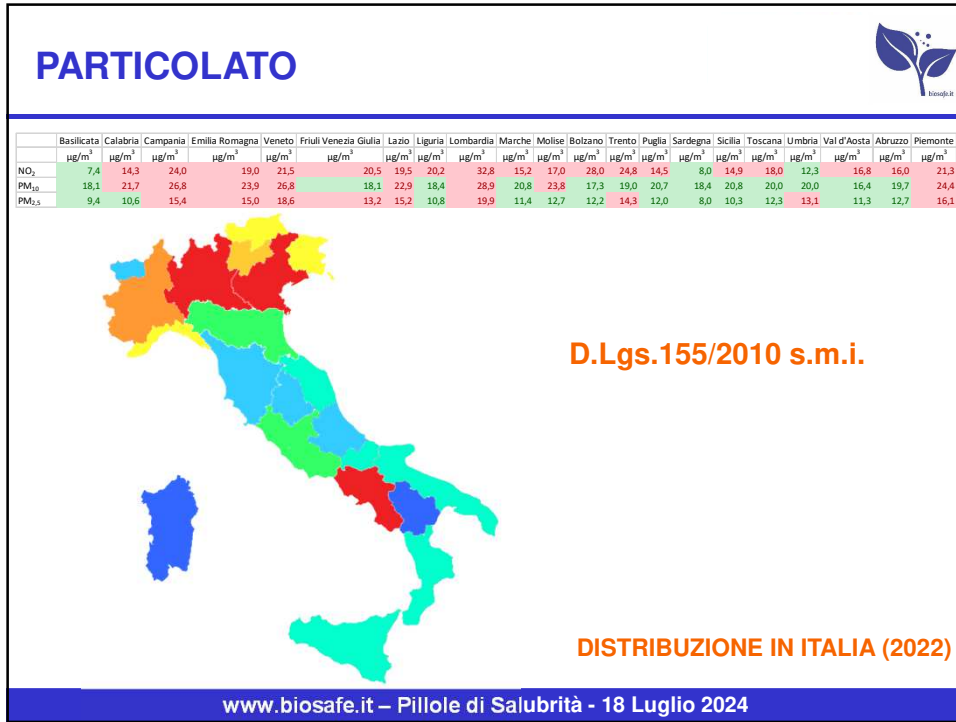 PARTICOLATO
biosafe.it
Basilicata Calabria Campania Emilia Romagna Veneto Friuli Venezia Giulia Lazio Liguria Lombardia Marche Molise Bolzano Trento Puglia Sardegna Sicilia Toscana Umbria Val d'Aosta Abruzzo Piemonte
µg/m³ µg/m³ µg/m³ µg/m³ µg/m³ µg/m³ µg/m³ µg/m³ µg/m³ µg/m³ µg/m³ µg/m³ µg/m³ µg/m³ µg/m³ µg/m³ µg/m³ µg/m³ µg/m³ µg/m³ µg/m³
NO₂ 7,4 14,3 24,0 19,0 21,5 20,5 19,5 20,2 32,8 15,2 17,0 28,0 24,8 14,5 8,0 14,9 18,0 12,3 16,8 16,0 21,3
PM₁₀ 18,1 21,7 26,8 23,9 26,8 18,1 22,9 18,4 28,9 20,8 23,8 17,3 19,0 20,7 18,4 20,8 20,0 20,0 16,4 19,7 24,4
PM₂,₅ 9,4 10,6 15,4 15,0 18,6 13,2 15,2 10,8 19,9 11,4 12,7 12,2 14,3 12,0 8,0 10,3 12,3 13,1 11,3 12,7 16,1
D.Lgs.155/2010 s.m.i.
DISTRIBUZIONE IN ITALIA (2022)
www.biosafe.it – Pillole di Salubrità - 18 Luglio 2024